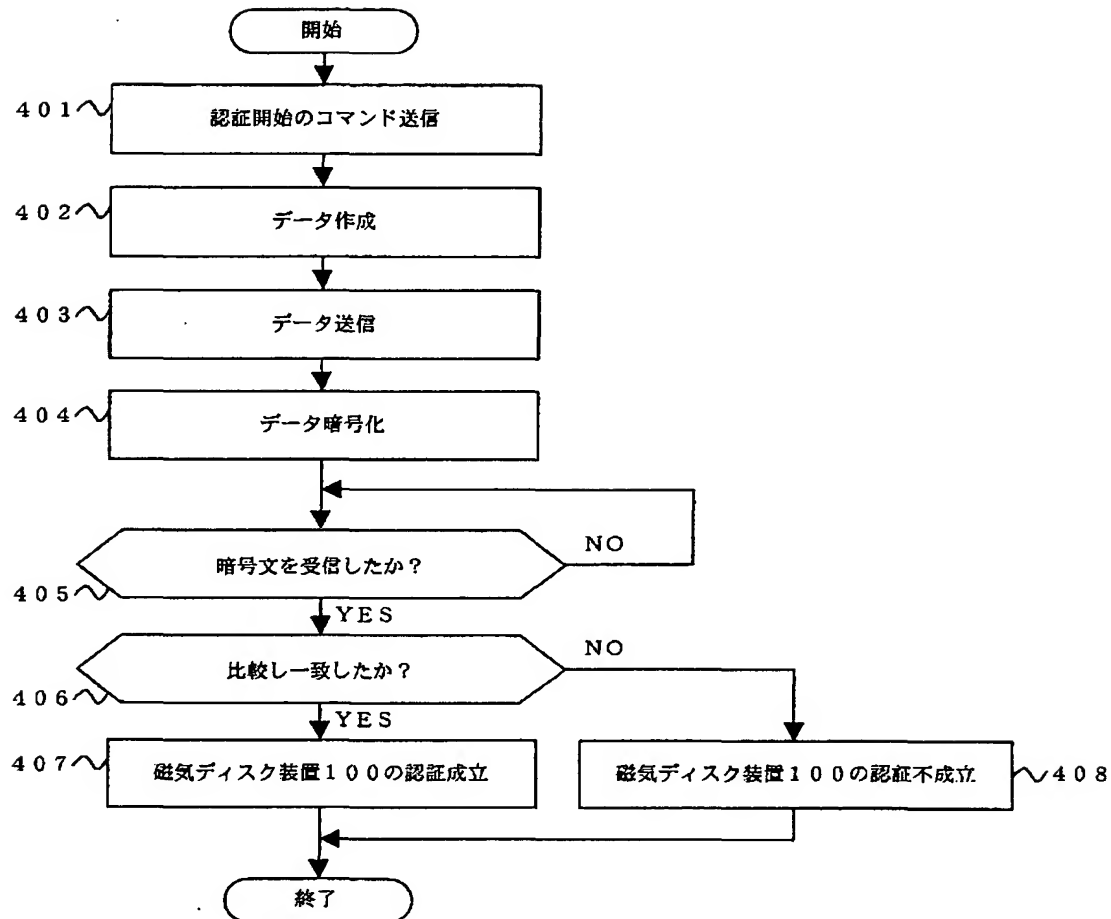 開始
401
認証開始のコマンド送信
402
データ作成
403
データ送信
404
データ暗号化
405
暗号文を受信したか？
NO
YES
406
比較し一致したか？
NO
YES
407
磁気ディスク装置100の認証成立
磁気ディスク装置100の認証不成立
408
終了